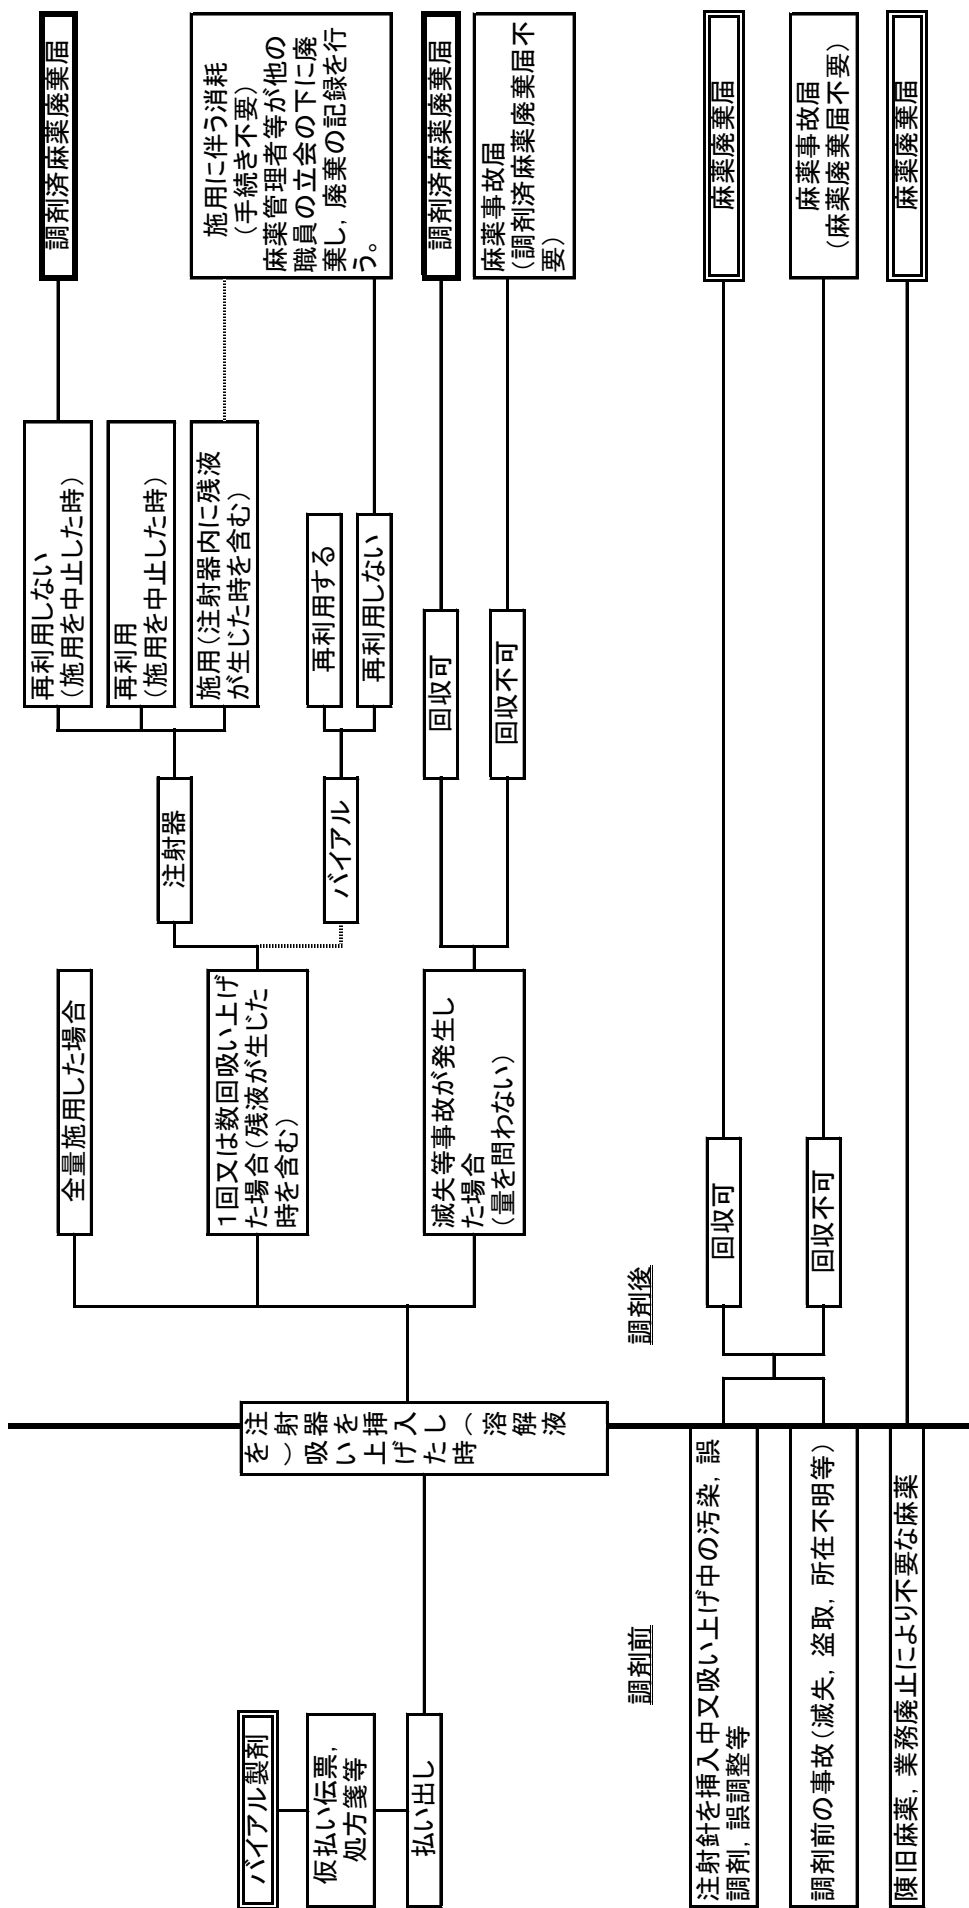 バイアル製剤
仮払い伝票,
処方箋等
払い出し
注射器を挿入し(溶解液
を)吸い上げた時
全量施用した場合
1回又は数回吸い上げ
た場合(残液が生じた
時を含む)
滅失等事故が発生し
た場合
(量を問わない)
注射器
バイアル
再利用しない
(施用を中止した時)
再利用
(施用を中止した時)
施用(注射器内に残液
が生じた時を含む)
再利用する
再利用しない
回収可
回収不可
調剤済麻薬廃棄届
施用に伴う消耗
(手続き不要)
麻薬管理者等が他の
職員の立会の下に廃
棄し, 廃棄の記録を行
う。
調剤済麻薬廃棄届
麻薬事故届
(調剤済麻薬廃棄届不
要)
調剤前
調剤後
注射針を挿入中又吸い上げ中の汚染, 誤
調剤, 誤調整等
調剤前の事故(滅失, 盗取, 所在不明等)
陳旧麻薬, 業務廃止により不要な麻薬
回収可
回収不可
麻薬廃棄届
麻薬事故届
(麻薬廃棄届不要)
麻薬廃棄届